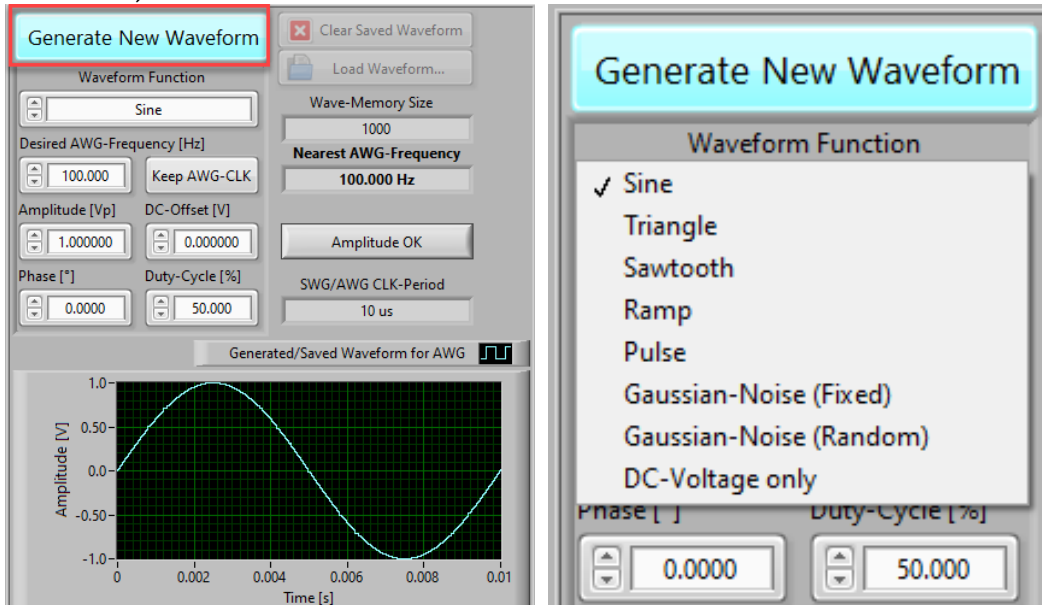 Generate New Waveform
Clear Saved Waveform
Load Waveform...
Waveform Function
Sine
Wave-Memory Size
1000
Desired AWG-Frequency [Hz]
100.000
Keep AWG-CLK
Nearest AWG-Frequency
100.000 Hz
Amplitude [Vp]
DC-Offset [V]
1.000000
0.000000
Amplitude OK
Phase [°]
Duty-Cycle [%]
0.0000
50.000
SWG/AWG CLK-Period
10 us
Generated/Saved Waveform for AWG
Amplitude [V]
1.0
0.50
0.0
-0.50
-1.0
0
0.002
0.004
0.006
0.008
0.01
Time [s]
Generate New Waveform
Waveform Function
✓ Sine
Triangle
Sawtooth
Ramp
Pulse
Gaussian-Noise (Fixed)
Gaussian-Noise (Random)
DC-Voltage only
Phase [ ]
Duty-Cycle [%]
0.0000
50.000